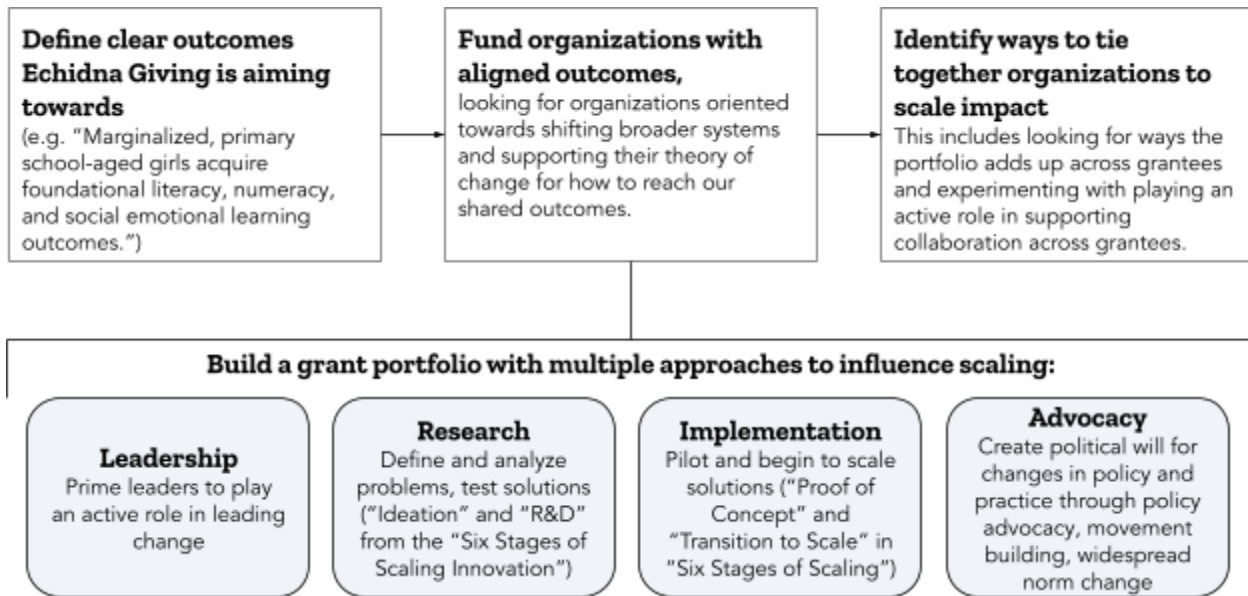 Define clear outcomes
Echidna Giving is aiming
towards
(e.g. “Marginalized, primary
school-aged girls acquire
foundational literacy, numeracy,
and social emotional learning
outcomes.”)
Fund organizations with
aligned outcomes,
looking for organizations oriented
towards shifting broader systems
and supporting their theory of
change for how to reach our
shared outcomes.
Identify ways to tie
together organizations to
scale impact
This includes looking for ways the
portfolio adds up across grantees
and experimenting with playing an
active role in supporting
collaboration across grantees.
Build a grant portfolio with multiple approaches to influence scaling:
Leadership
Prime leaders to play
an active role in leading
change
Research
Define and analyze
problems, test solutions
(“Ideation” and “R&D”
from the “Six Stages of
Scaling Innovation”)
Implementation
Pilot and begin to scale
solutions (“Proof of
Concept” and
“Transition to Scale” in
“Six Stages of Scaling”)
Advocacy
Create political will for
changes in policy and
practice through policy
advocacy, movement
building, widespread
norm change